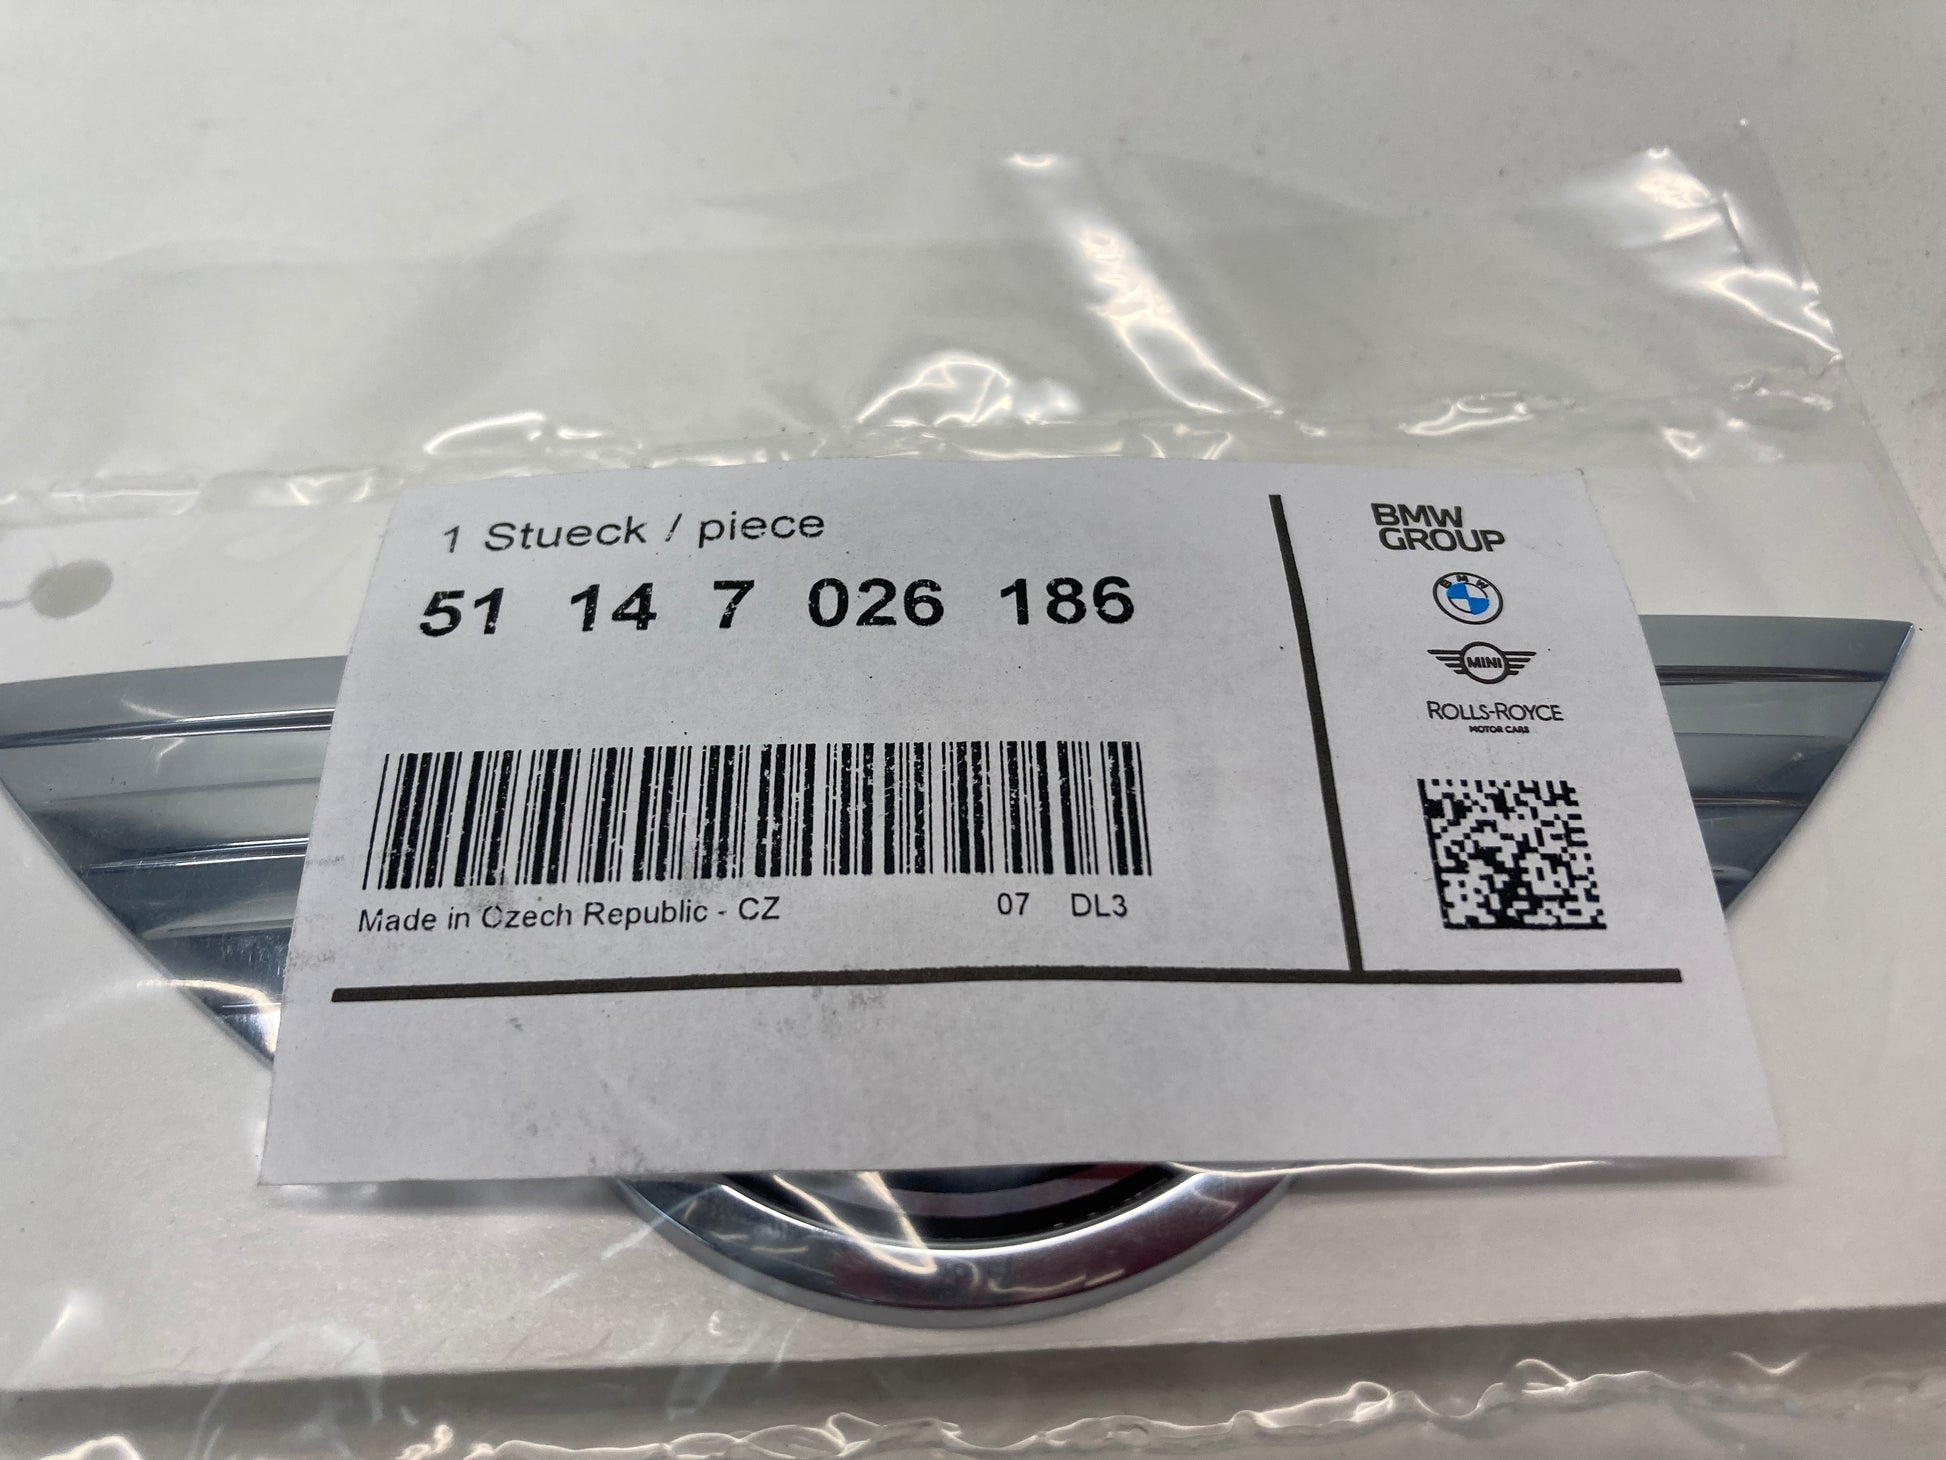 1 Stueck / piece
51 14 7 026 186
Made in Czech Republic - CZ
07 DL3
BMW
GROUP
BMW
MINI
ROLLS-ROYCE
MOTOR CARS